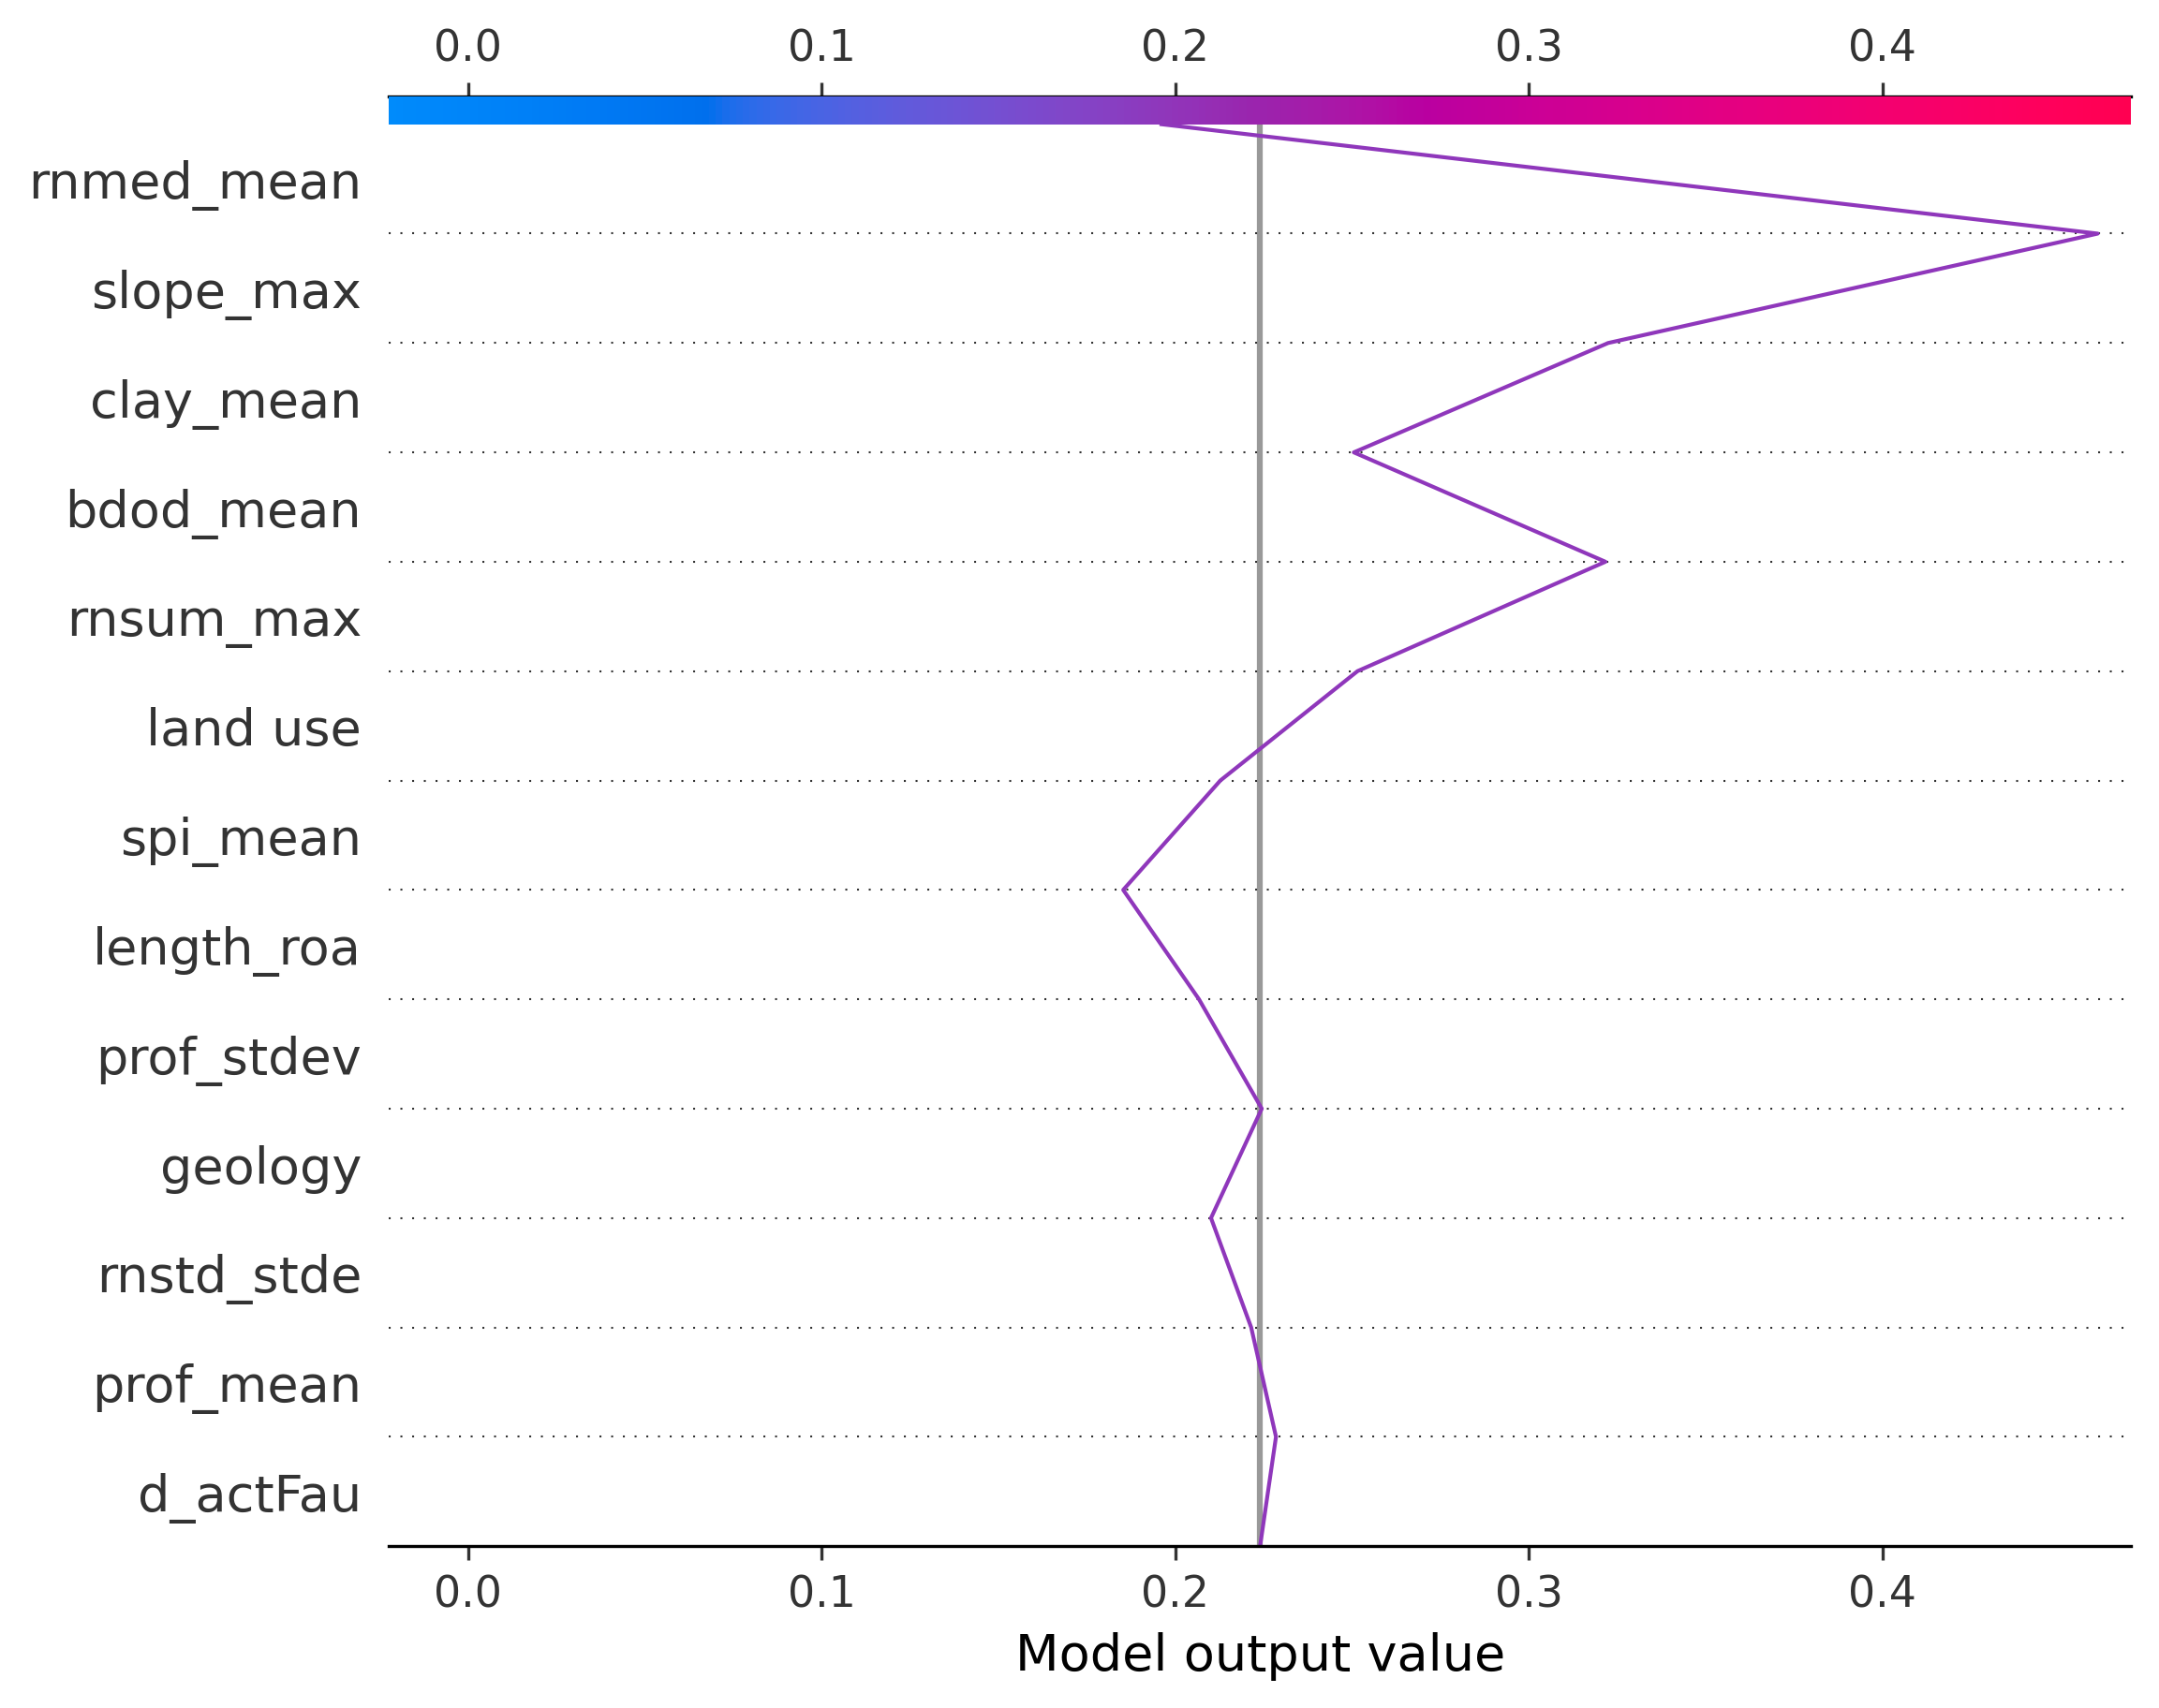 0.0 0.1 0.2 0.3 0.4
rnmed_mean
slope_max
clay_mean
bdod_mean
rnsum_max
land use
spi_mean
length_roa
prof_stdev
geology
rnstd_stde
prof_mean
d_actFau
0.0 0.1 0.2 0.3 0.4
Model output value